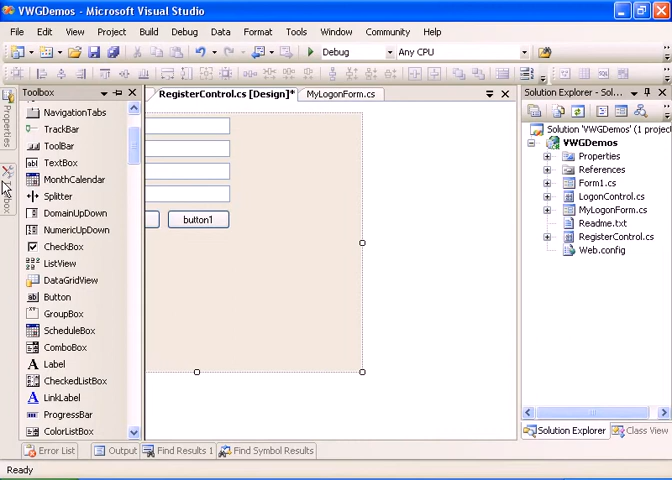 VWGDemos - Microsoft Visual Studio
File Edit View Project Build Debug Data Format Tools Window Community Help
Debug Any CPU
Toolbox
RegisterControl.cs [Design]* MyLogonForm.cs
Solution Explorer - Sol...
Properties
Toolbox
NavigationTabs
TrackBar
ToolBar
TextBox
MonthCalendar
Splitter
DomainUpDown
NumericUpDown
CheckBox
ListView
DataGridView
Button
GroupBox
ScheduleBox
ComboBox
Label
CheckedListBox
LinkLabel
ProgressBar
ColorListBox
button1
Solution 'VWGDemos' (1 project
VWGDemos
Properties
References
Form1.cs
LogonControl.cs
MyLogonForm.cs
Readme.txt
RegisterControl.cs
Web.config
Solution Explorer Class View
Error List Output Find Results 1 Find Symbol Results
Ready